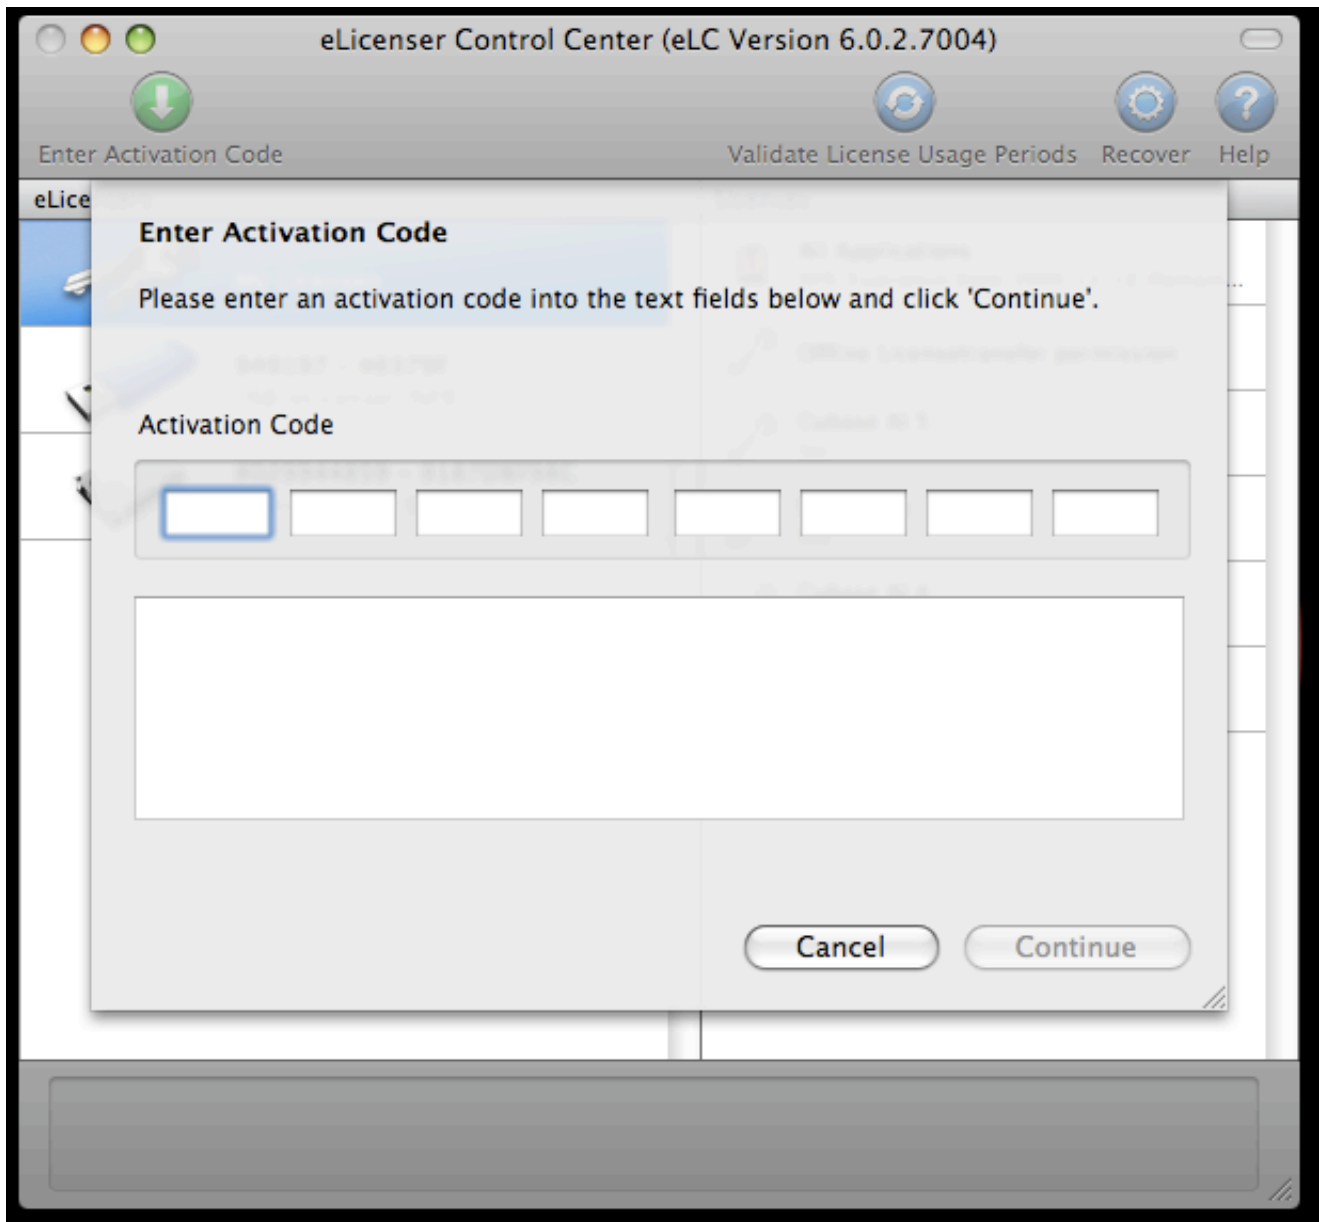 eLicenser Control Center (eLC Version 6.0.2.7004)
Enter Activation Code
Validate License Usage Periods
Recover
Help
eLice
Enter Activation Code
Please enter an activation code into the text fields below and click 'Continue'.
Activation Code
Cancel
Continue